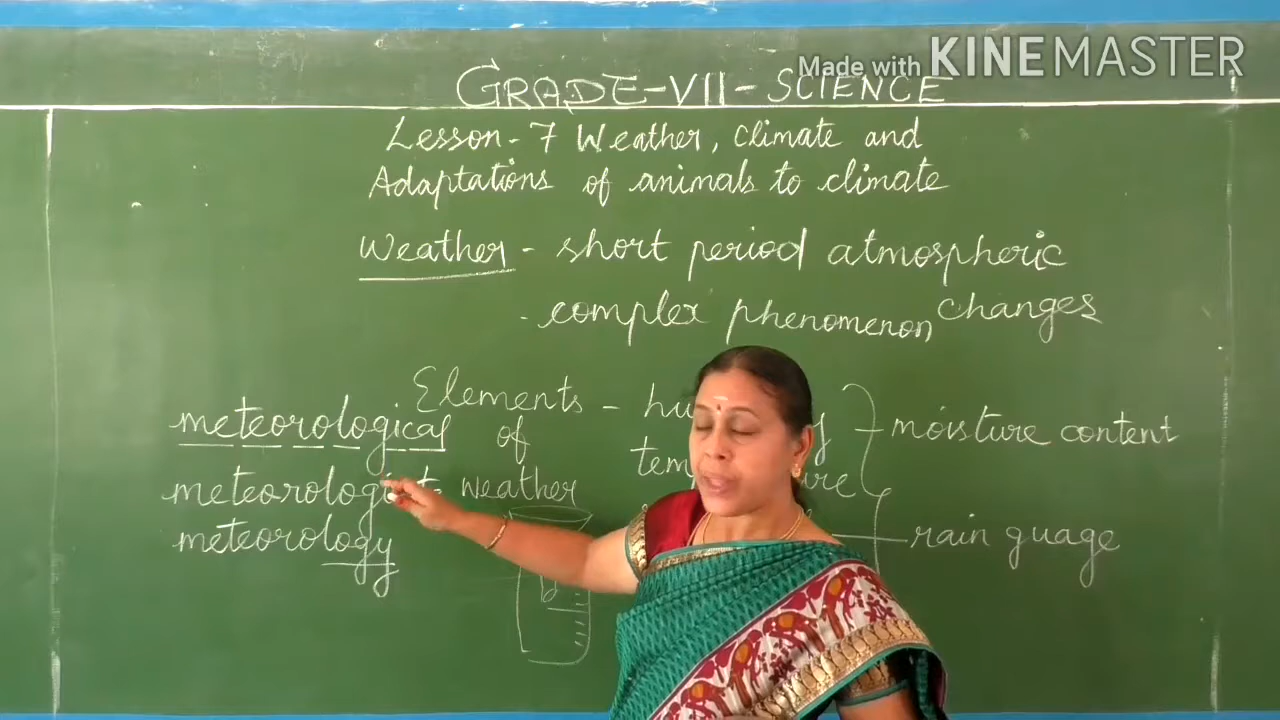 Made with KINEMASTER
GRADE-VII-SCIENCE
Lesson-7 Weather, Climate and
Adaptations of animals to climate
Weather - short period atmospheric
changes
- complex phenomenon
Elements -
of
weather
moisture content
rain guage
meteorological
meteorologist
meteorology